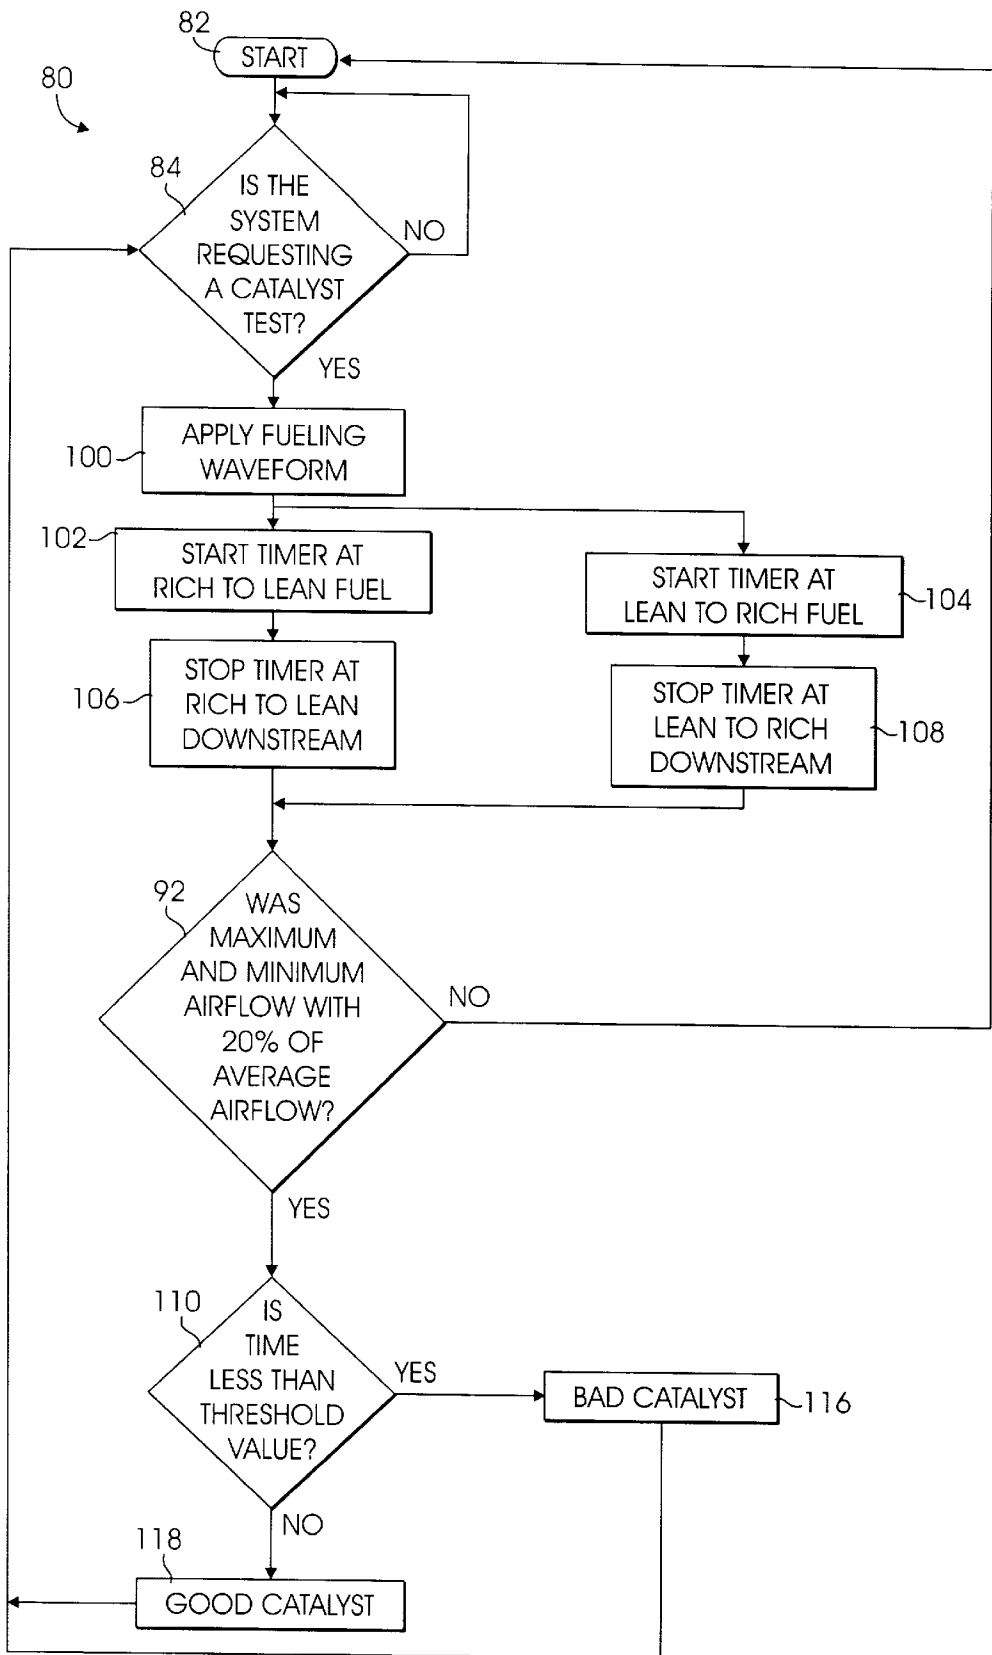 82
START
80
84
IS THE
SYSTEM
REQUESTING
A CATALYST
TEST?
NO
YES
100
APPLY FUELING
WAVEFORM
102
START TIMER AT
RICH TO LEAN FUEL
START TIMER AT
LEAN TO RICH FUEL
104
106
STOP TIMER AT
RICH TO LEAN
DOWNSTREAM
STOP TIMER AT
LEAN TO RICH
DOWNSTREAM
108
92
WAS
MAXIMUM
AND MINIMUM
AIRFLOW WITH
20% OF
AVERAGE
AIRFLOW?
NO
YES
110
IS
TIME
LESS THAN
THRESHOLD
VALUE?
YES
BAD CATALYST
116
NO
118
GOOD CATALYST